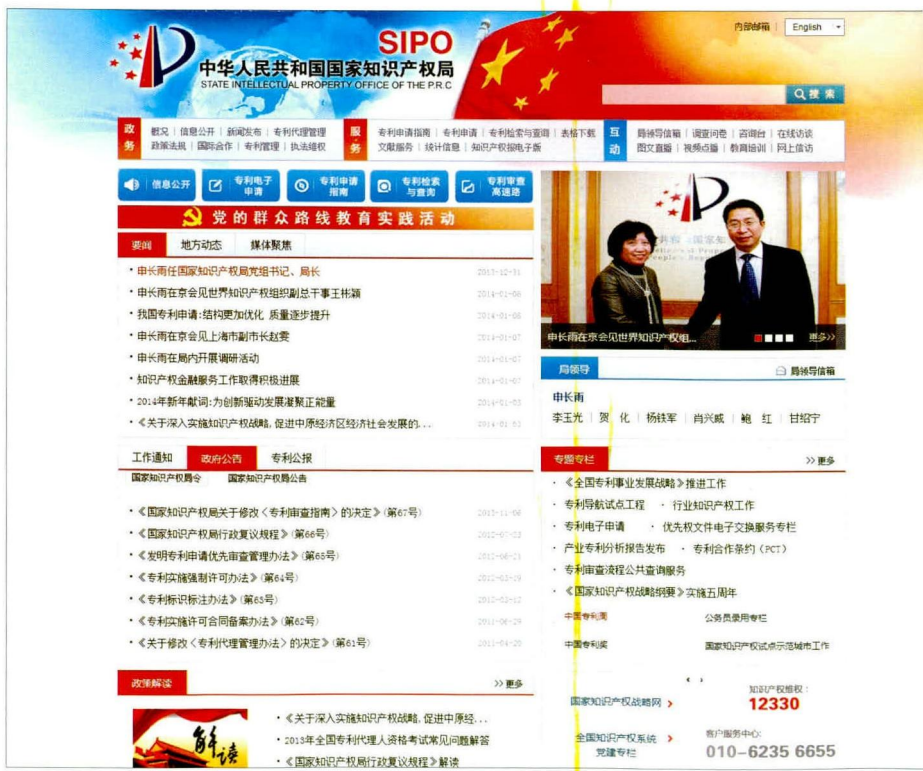 内部邮箱 English
SIPO
中华人民共和国国家知识产权局
STATE INTELLECTUAL PROPERTY OFFICE OF THE P.R.C
搜 索
政务 概况 | 信息公开 | 新闻发布 | 专利代理管理
政策法规 | 国际合作 | 专利管理 | 执法维权
服务 专利申请指南 | 专利申请 | 专利检索与查询 | 表格下载
文献服务 | 统计信息 | 知识产权报电子版
互动 局领导信箱 | 调查问卷 | 咨询台 | 在线访谈
图文直播 | 视频点播 | 教育培训 | 网上信访
信息公开
专利电子申请
专利申请指南
专利检索与查询
专利审查高速路
党的群众路线教育实践活动
要闻 地方动态 媒体聚焦
· 申长雨任国家知识产权局党组书记、局长 2013-12-31
· 申长雨在京会见世界知识产权组织副总干事王彬颖 2014-01-08
· 我国专利申请:结构更加优化 质量逐步提升 2014-01-08
· 申长雨在京会见上海市副市长赵雯 2014-01-07
· 申长雨在局内开展调研活动 2014-01-07
· 知识产权金融服务工作取得积极进展 2014-01-07
· 2014年新年献词:为创新驱动发展凝聚正能量 2014-01-03
· 《关于深入实施知识产权战略,促进中原经济区经济社会发展的...
申长雨在京会见世界知识产权组... 更多>>
局领导 局领导信箱
申长雨
李玉光 | 贺 化 | 杨铁军 | 肖兴威 | 鲍 红 | 甘绍宁
工作通知 政府公告 专利公报
国家知识产权局令 国家知识产权局公告
· 《国家知识产权局关于修改〈专利审查指南〉的决定》(第67号) 2013-11-06
· 《国家知识产权局行政复议规程》(第66号)
· 《发明专利申请优先审查管理办法》(第65号) 2012-06-21
· 《专利实施强制许可办法》(第64号)
· 《专利标识标注办法》(第63号)
· 《专利实施许可合同备案办法》(第62号) 2011-06-29
· 《关于修改〈专利代理管理办法〉的决定》(第61号)
专题专栏 >> 更多
· 《全国专利事业发展战略》推进工作
· 专利导航试点工程 · 行业知识产权工作
· 专利电子申请 · 优先权文件电子交换服务专栏
· 产业专利分析报告发布 · 专利合作条约(PCT)
· 专利审查流程公共查询服务
· 《国家知识产权战略纲要》实施五周年
中国专利周 公务员录用专栏
中国专利奖 国家知识产权试点示范城市工作
政策解读 >> 更多
解读
· 《关于深入实施知识产权战略,促进中原经...
· 2013年全国专利代理人资格考试常见问题解答
· 《国家知识产权局行政复议规程》解读
国家知识产权战略网 >
全国知识产权系统党建专栏 >
知识产权维权:
12330
客户服务中心:
010-6235 6655